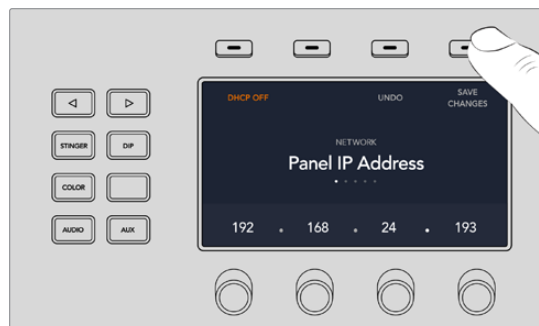 DHCP OFF
UNDO
SAVE
CHANGES
NETWORK
Panel IP Address
192 . 168 . 24 . 193
STINGER
DIP
COLOR
AUDIO
AUX